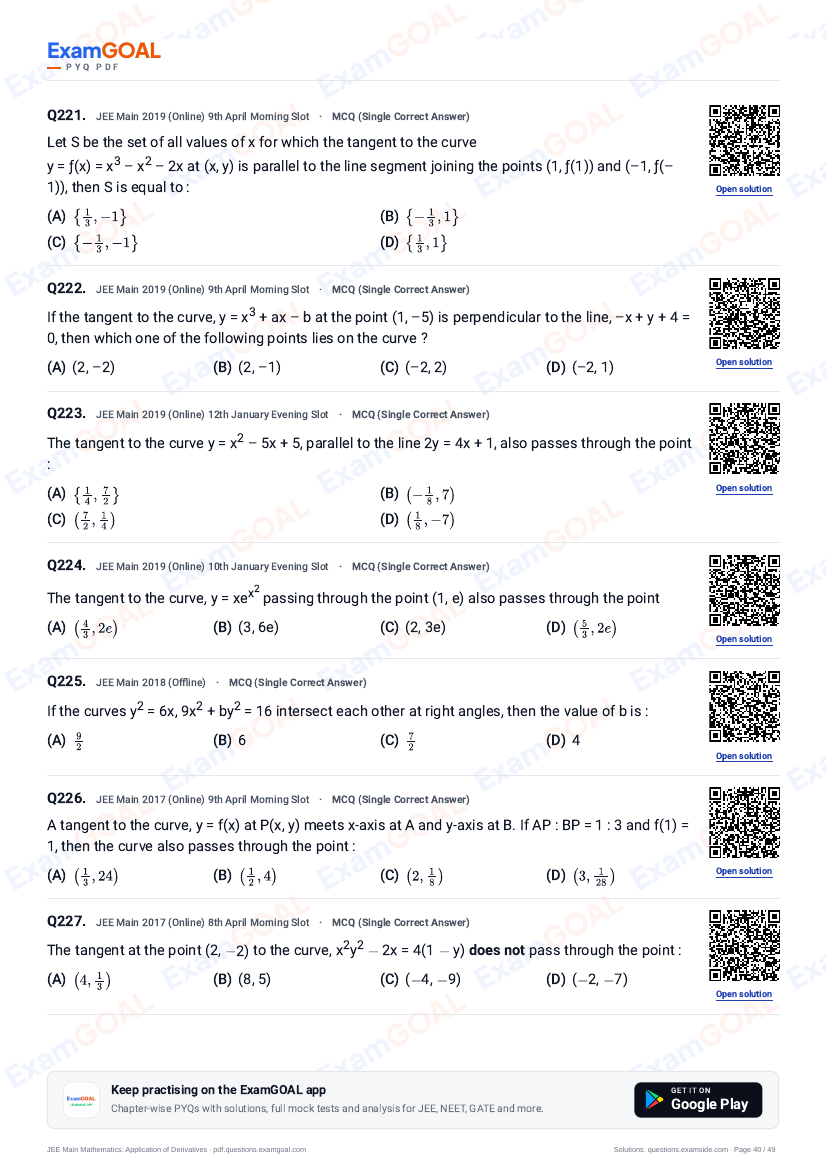 ExamGOAL
PYQ PDF
Q221. JEE Main 2019 (Online) 9th April Morning Slot · MCQ (Single Correct Answer)
Let S be the set of all values of x for which the tangent to the curve
y = ƒ(x) = x³ – x² – 2x at (x, y) is parallel to the line segment joining the points (1, ƒ(1)) and (–1, ƒ(–
1)), then S is equal to :
Open solution
(A) {1/3, −1} (B) {−1/3, 1}
(C) {−1/3, −1} (D) {1/3, 1}
Q222. JEE Main 2019 (Online) 9th April Morning Slot · MCQ (Single Correct Answer)
If the tangent to the curve, y = x³ + ax – b at the point (1, –5) is perpendicular to the line, –x + y + 4 =
0, then which one of the following points lies on the curve ?
Open solution
(A) (2, –2) (B) (2, –1) (C) (–2, 2) (D) (–2, 1)
Q223. JEE Main 2019 (Online) 12th January Evening Slot · MCQ (Single Correct Answer)
The tangent to the curve y = x² – 5x + 5, parallel to the line 2y = 4x + 1, also passes through the point
:
Open solution
(A) {1/4, 7/2} (B) (−1/8, 7)
(C) (7/2, 1/4) (D) (1/8, −7)
Q224. JEE Main 2019 (Online) 10th January Evening Slot · MCQ (Single Correct Answer)
The tangent to the curve, y = xe^x² passing through the point (1, e) also passes through the point
(A) (4/3, 2e) (B) (3, 6e) (C) (2, 3e) (D) (5/3, 2e)
Open solution
Q225. JEE Main 2018 (Offline) · MCQ (Single Correct Answer)
If the curves y² = 6x, 9x² + by² = 16 intersect each other at right angles, then the value of b is :
(A) 9/2 (B) 6 (C) 7/2 (D) 4
Open solution
Q226. JEE Main 2017 (Online) 9th April Morning Slot · MCQ (Single Correct Answer)
A tangent to the curve, y = f(x) at P(x, y) meets x-axis at A and y-axis at B. If AP : BP = 1 : 3 and f(1) =
1, then the curve also passes through the point :
Open solution
(A) (1/3, 24) (B) (1/2, 4) (C) (2, 1/8) (D) (3, 1/28)
Q227. JEE Main 2017 (Online) 8th April Morning Slot · MCQ (Single Correct Answer)
The tangent at the point (2, −2) to the curve, x²y² − 2x = 4(1 − y) does not pass through the point :
(A) (4, 1/3) (B) (8, 5) (C) (−4, −9) (D) (−2, −7)
Open solution
ExamGOAL
Keep practising on the ExamGOAL app
Chapter-wise PYQs with solutions, full mock tests and analysis for JEE, NEET, GATE and more.
GET IT ON
Google Play
JEE Main Mathematics: Application of Derivatives · pdf.questions.examgoal.com
Solutions: questions.examside.com · Page 40 / 49